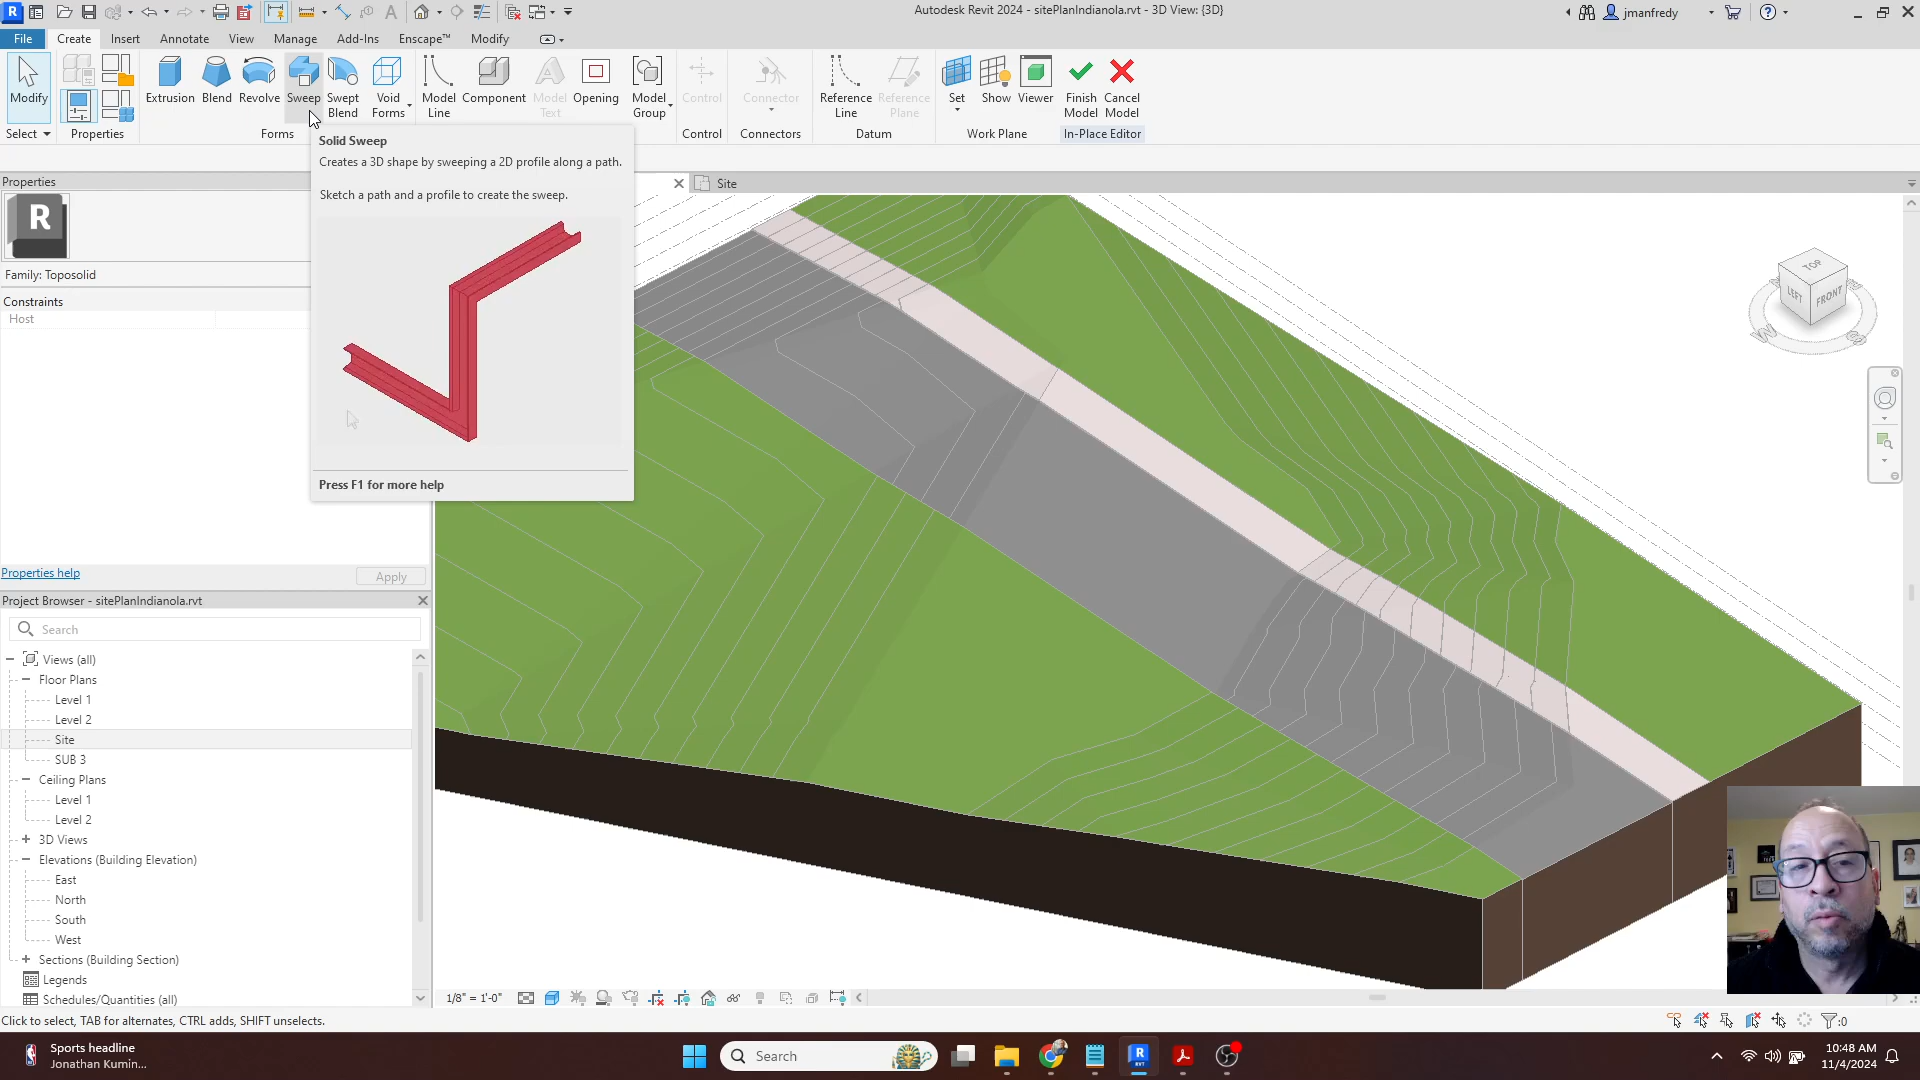 Autodesk Revit 2024 - sitePlanIndianola.rvt - 3D View: {3D}
jmanfredy
File
Create
Insert
Annotate
View
Manage
Add-Ins
Enscape™
Modify
Modify
Extrusion
Blend
Revolve
Sweep
Swept
Blend
Void
Forms
Model
Line
Component
Model
Text
Opening
Model
Group
Control
Connector
Reference
Line
Reference
Plane
Set
Show
Viewer
Finish
Model
Cancel
Model
Select
Properties
Forms
Control
Connectors
Datum
Work Plane
In-Place Editor
Solid Sweep
Creates a 3D shape by sweeping a 2D profile along a path.
Sketch a path and a profile to create the sweep.
Press F1 for more help
Site
Properties
R
Family: Toposolid
Constraints
Host
Properties help
Apply
Project Browser - sitePlanIndianola.rvt
Search
Views (all)
Floor Plans
Level 1
Level 2
Site
SUB 3
Ceiling Plans
Level 1
Level 2
3D Views
Elevations (Building Elevation)
East
North
South
West
Sections (Building Section)
Legends
Schedules/Quantities (all)
TOP
LEFT
FRONT
W
S
1/8" = 1'-0"
Click to select, TAB for alternates, CTRL adds, SHIFT unselects.
:0
Sports headline
Jonathan Kumin...
Search
10:48 AM
11/4/2024